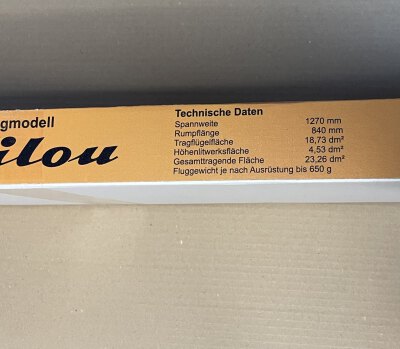 gmodell
ilou
Technische Daten
Spannweite 1270 mm
Rumpflänge 840 mm
Tragflügelfläche 18,73 dm²
Höhenlitwerksfläche 4,53 dm²
Gesamttragende Fläche 23,26 dm²
Fluggewicht je nach Ausrüstung bis 650 g